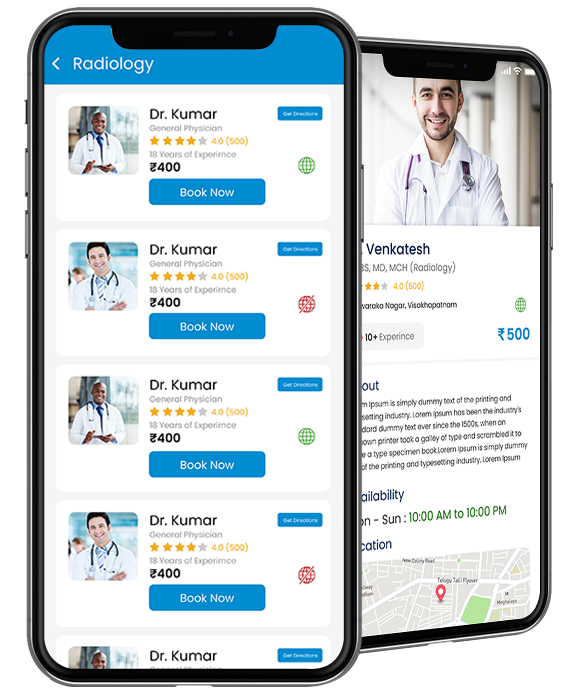 Radiology
Dr. Kumar
Get Directions
General Physician
4.0 (500)
18 Years of Experirnce
₹400
Book Now
Dr. Kumar
Get Directions
General Physician
4.0 (500)
18 Years of Experirnce
₹400
Book Now
Dr. Kumar
Get Directions
General Physician
4.0 (500)
18 Years of Experirnce
₹400
Book Now
Dr. Kumar
Get Directions
General Physician
4.0 (500)
18 Years of Experirnce
₹400
Book Now
Dr. Kumar
Get Directions
Venkatesh
BS, MD, MCH (Radiology)
4.0 (500)
waraka Nagar, Visakhopatnam
10+ Experince
₹500
out
m Ipsum is simply dummy text of the printing and
setting industry. Lorem Ipsum has been the industry's
dard dummy text ever since the 1500s, when an
own printer took a galley of type and scrambled it to
e a type specimen book.Lorem Ipsum is simply dummy
of the printing and typesetting industry. Lorem Ipsum
ailability
on - Sun : 10:00 AM to 10:00 PM
cation
New Colony Road
Telugu Talli Flyover
Meghalaya